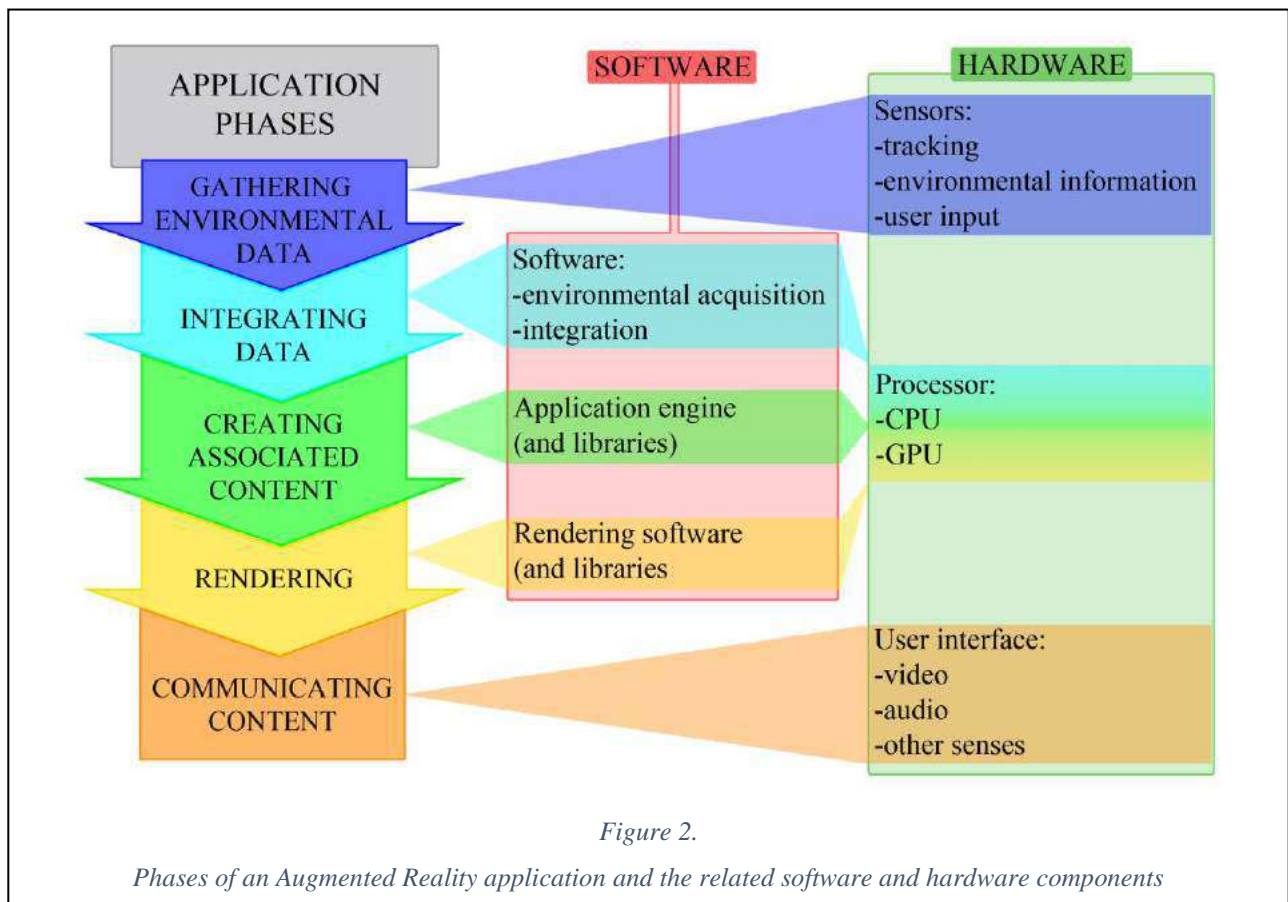 APPLICATION
PHASES
GATHERING
ENVIRONMENTAL
DATA
INTEGRATING
DATA
CREATING
ASSOCIATED
CONTENT
RENDERING
COMMUNICATING
CONTENT
SOFTWARE
Software:
-environmental acquisition
-integration
Application engine
(and libraries)
Rendering software
(and libraries
HARDWARE
Sensors:
-tracking
-environmental information
-user input
Processor:
-CPU
-GPU
User interface:
-video
-audio
-other senses
Figure 2.
Phases of an Augmented Reality application and the related software and hardware components